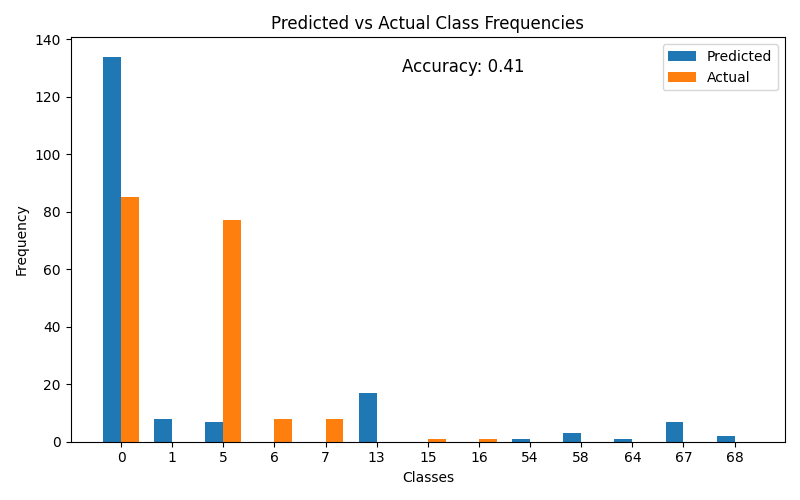 Predicted vs Actual Class Frequencies
Accuracy: 0.41
Predicted
Actual
Frequency
140
120
100
80
60
40
20
0
0 1 5 6 7 13 15 16 54 58 64 67 68
Classes